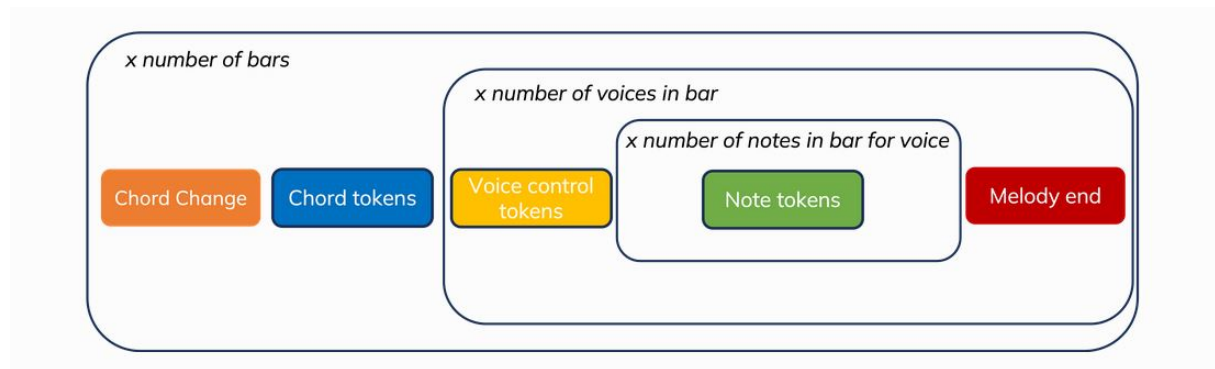 x number of bars
x number of voices in bar
x number of notes in bar for voice
Chord Change
Chord tokens
Voice control
tokens
Note tokens
Melody end